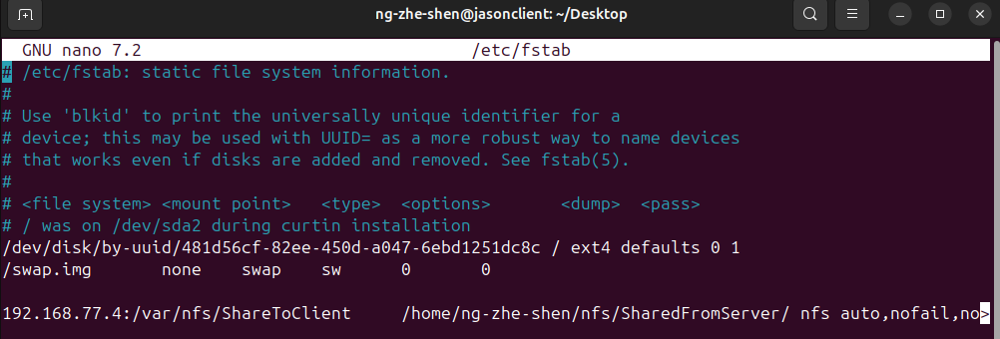 ng-zhe-shen@jasonclient: ~/Desktop
GNU nano 7.2 /etc/fstab
# /etc/fstab: static file system information.
#
# Use 'blkid' to print the universally unique identifier for a
# device; this may be used with UUID= as a more robust way to name devices
# that works even if disks are added and removed. See fstab(5).
#
# <file system> <mount point>   <type>  <options>       <dump>  <pass>
# / was on /dev/sda2 during curtin installation
/dev/disk/by-uuid/481d56cf-82ee-450d-a047-6ebd1251dc8c / ext4 defaults 0 1
/swap.img       none    swap    sw      0       0
192.168.77.4:/var/nfs/ShareToClient     /home/ng-zhe-shen/nfs/SharedFromServer/ nfs auto,nofail,no>